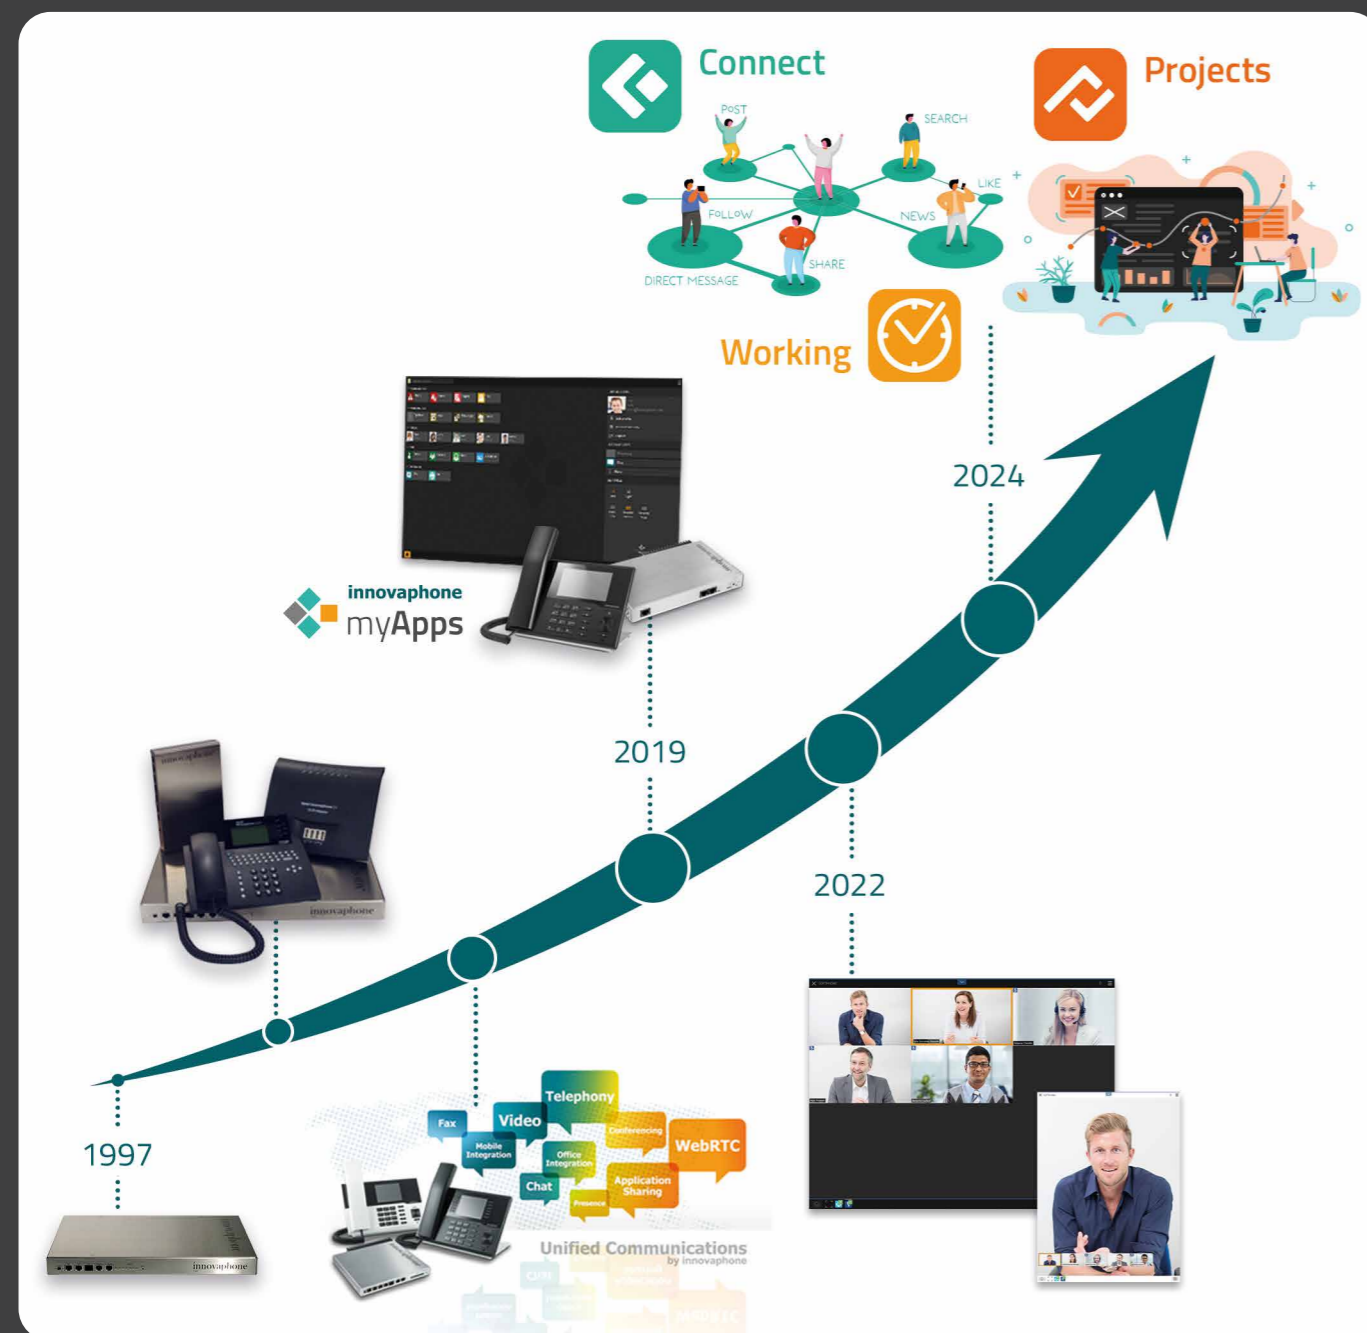 Connect
Projects
POST
SEARCH
LIKE
FOLLOW
NEWS
SHARE
DIRECT MESSAGE
Working
2024
innovaphone
myApps
2019
innovaphone
2022
1997
innovaphone
Telephony
Fax
Video
Conferencing
WebRTC
Mobile
Integration
Office
Integration
Chat
Application
Sharing
Presence
Unified Communications
by innovaphone